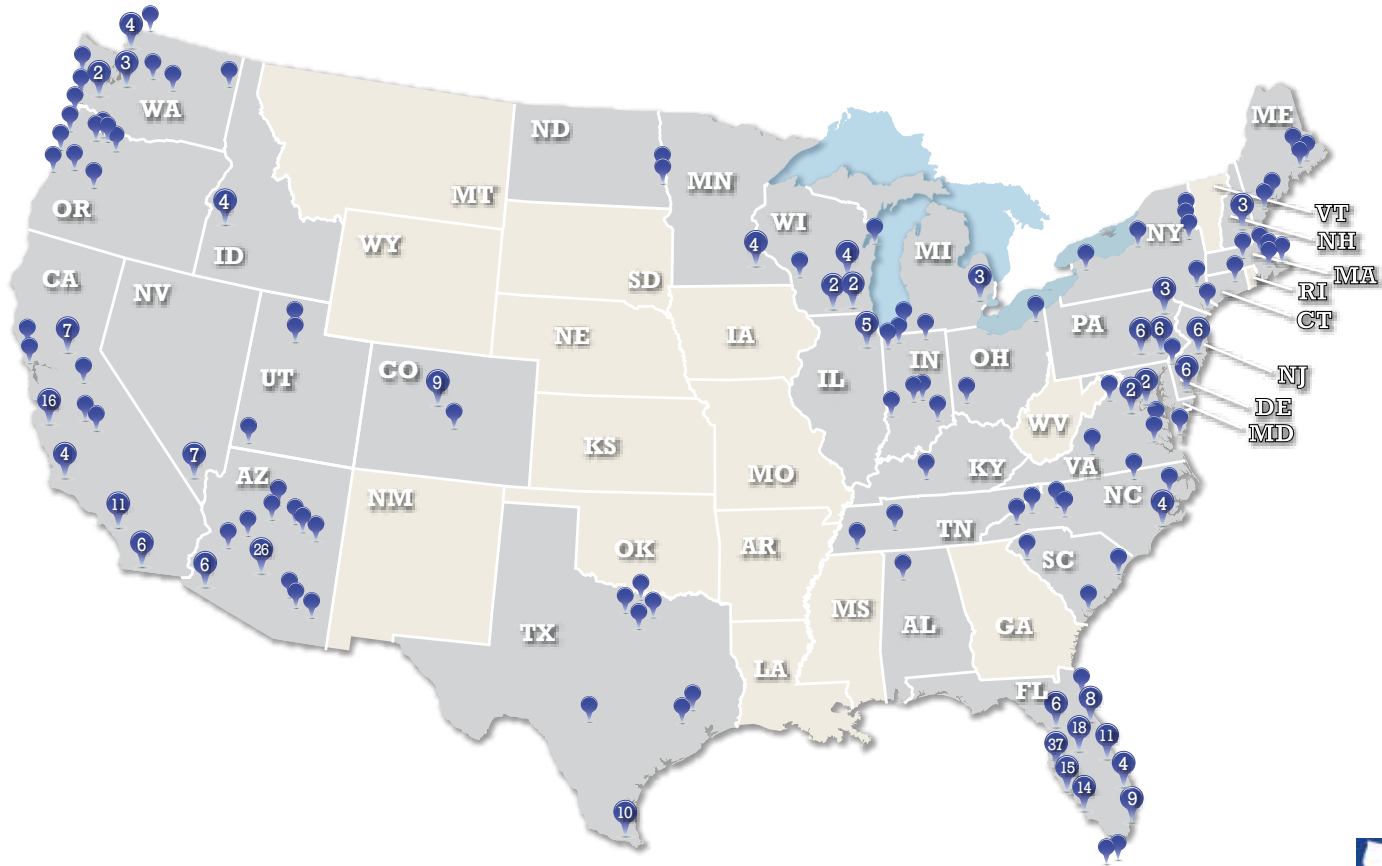 4
3
2
WA
ME
ND
MT
MN
4
OR
ID
WI
4
4
2
2
MI
3
NY
3
VT
NH
MA
RI
CT
WY
SD
CA
NV
7
16
4
11
6
7
UT
CO
9
NE
IA
5
IL
IN
OH
PA
3
6
6
6
6
NJ
DE
MD
2
2
WV
VA
KS
MO
KY
NC
4
AZ
26
6
NM
OK
AR
TN
SC
TX
10
LA
MS
AL
GA
FL
6
8
18
37
11
15
4
14
9